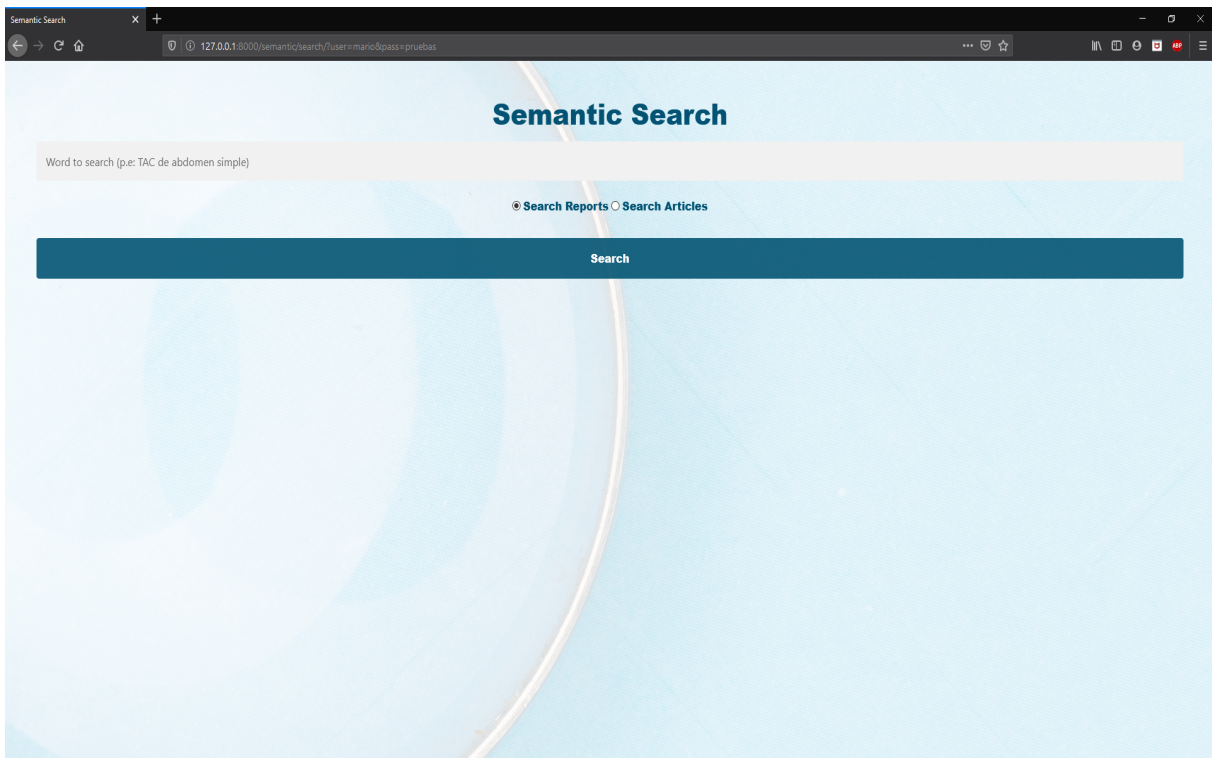 Semantic Search
127.0.0.1:8000/semantic/search/?user=mario&pass=pruebas
ABP
Semantic Search
Word to search (p.e: TAC de abdomen simple)
Search Reports Search Articles
Search